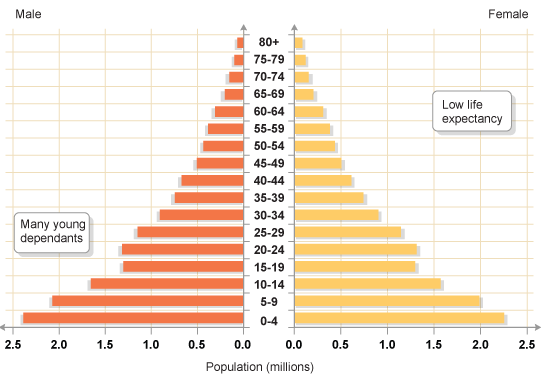 Male
Female
80+
75-79
70-74
65-69
60-64
55-59
50-54
45-49
40-44
35-39
30-34
25-29
20-24
15-19
10-14
5-9
0-4
Low life
expectancy
Many young
dependants
2.5 2.0 1.5 1.0 0.5 0.0 0.0 0.5 1.0 1.5 2.0 2.5
Population (millions)